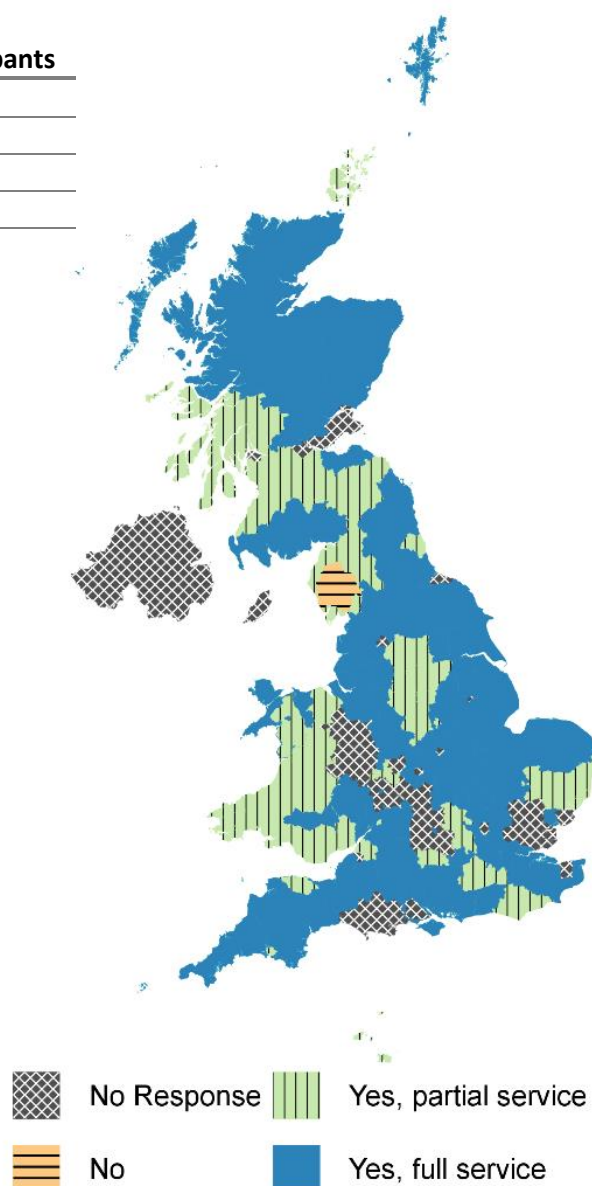 pants
No Response Yes, partial service
No Yes, full service